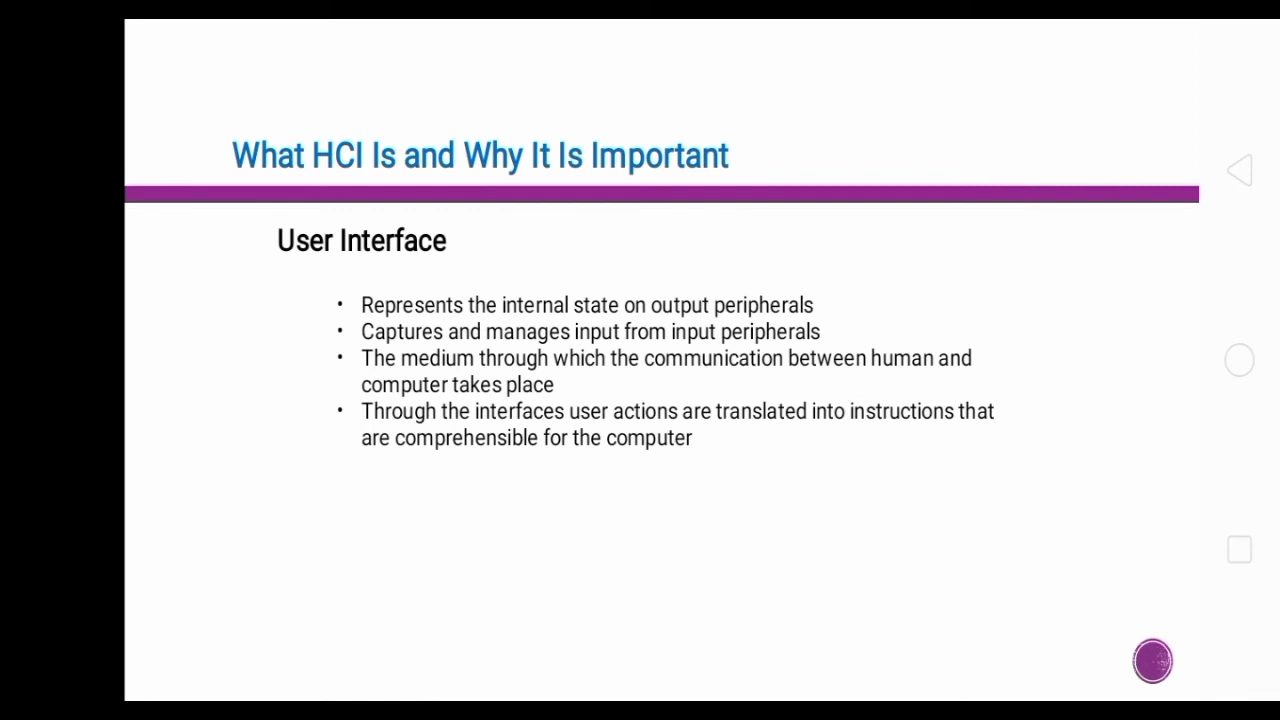 What HCI Is and Why It Is Important
User Interface
• Represents the internal state on output peripherals
• Captures and manages input from input peripherals
• The medium through which the communication between human and
computer takes place
• Through the interfaces user actions are translated into instructions that
are comprehensible for the computer